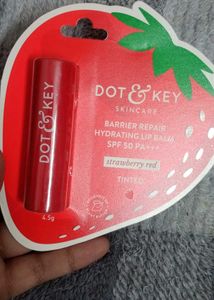 DOT & KEY
SKINCARE
BARRIER REPAIR
HYDRATING LIP BALM
SPF 50 PA+++
strawberry red
TINTED
DOT & KEY
4.5g